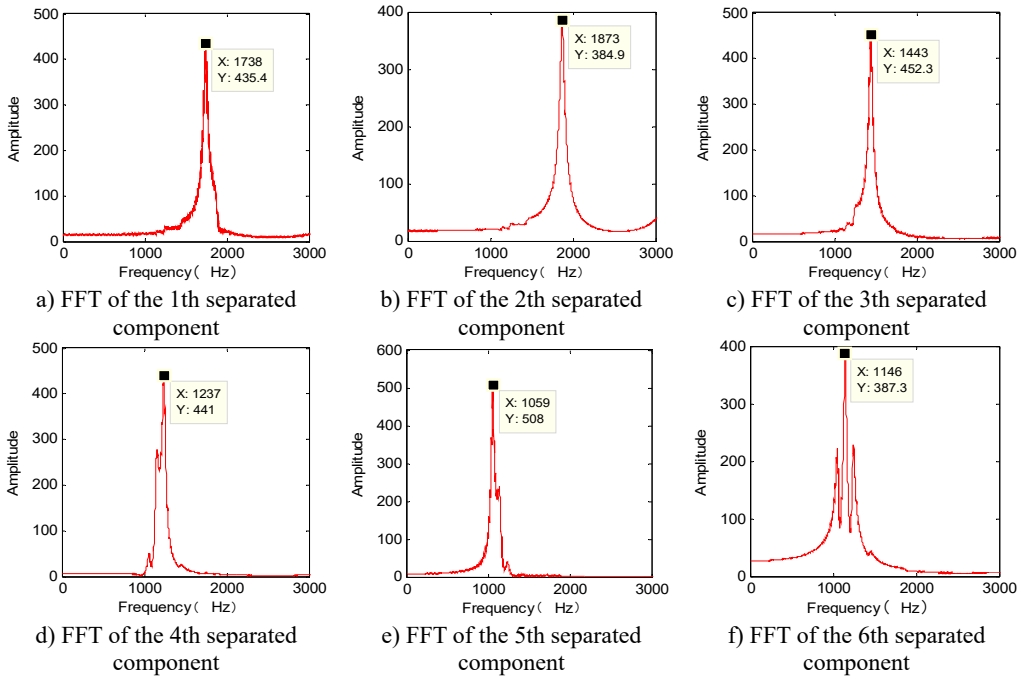 500
400
300
200
100
0
Amplitude
X: 1738
Y: 435.4
0 1000 2000 3000
Frequency( Hz)
a) FFT of the 1th separated
component
400
300
200
100
0
Amplitude
X: 1873
Y: 384.9
0 1000 2000 3000
Frequency( Hz)
b) FFT of the 2th separated
component
500
400
300
200
100
0
Amplitude
X: 1443
Y: 452.3
0 1000 2000 3000
Frequency( Hz)
c) FFT of the 3th separated
component
500
400
300
200
100
0
Amplitude
X: 1237
Y: 441
0 1000 2000 3000
Frequency( Hz)
d) FFT of the 4th separated
component
600
500
400
300
200
100
0
Amplitude
X: 1059
Y: 508
0 1000 2000 3000
Frequency( Hz)
e) FFT of the 5th separated
component
400
300
200
100
0
Amplitude
X: 1146
Y: 387.3
0 1000 2000 3000
Frequency( Hz)
f) FFT of the 6th separated
component